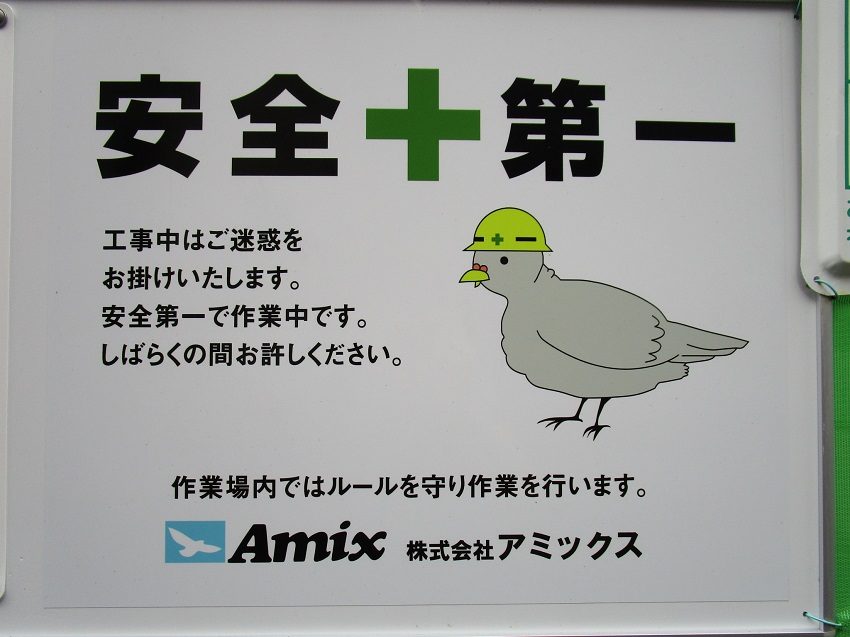 安全十第一
工事中はご迷惑を
お掛けいたします。
安全第一で作業中です。
しばらくの間お許しください。
作業場内ではルールを守り作業を行います。
Amix 株式会社アミックス